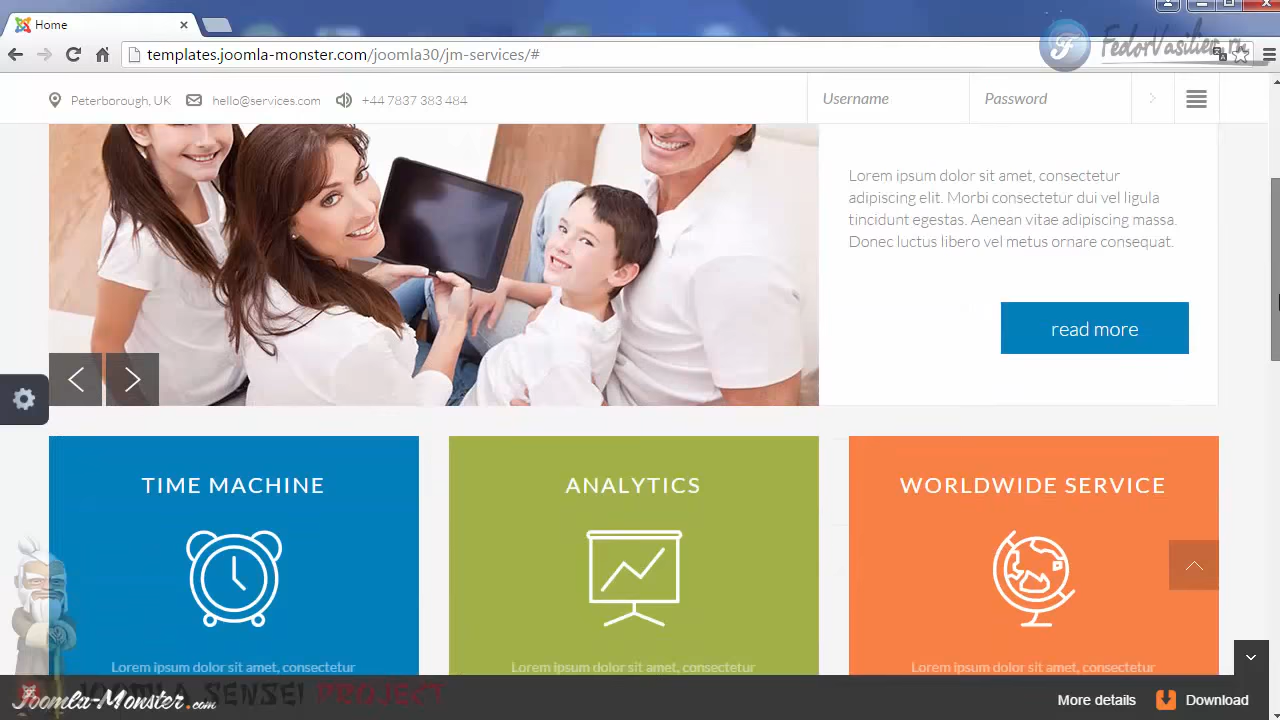 Home
FedorVasiliev.ru
templates.joomla-monster.com/joomla30/jm-services/#
Peterborough, UK hello@services.com +44 7837 383 484 Username Password
Lorem ipsum dolor sit amet, consectetur
adipiscing elit. Morbi consectetur dui vel ligula
tincidunt egestas. Aenean vitae adipiscing massa.
Donec luctus libero vel metus ornare consequat.
read more
TIME MACHINE ANALYTICS WORLDWIDE SERVICE
Lorem ipsum dolor sit amet, consectetur Lorem ipsum dolor sit amet, consectetur Lorem ipsum dolor sit amet, consectetur
JOOMLA SENSEI PROJECT
Joomla-Monster.com More details Download